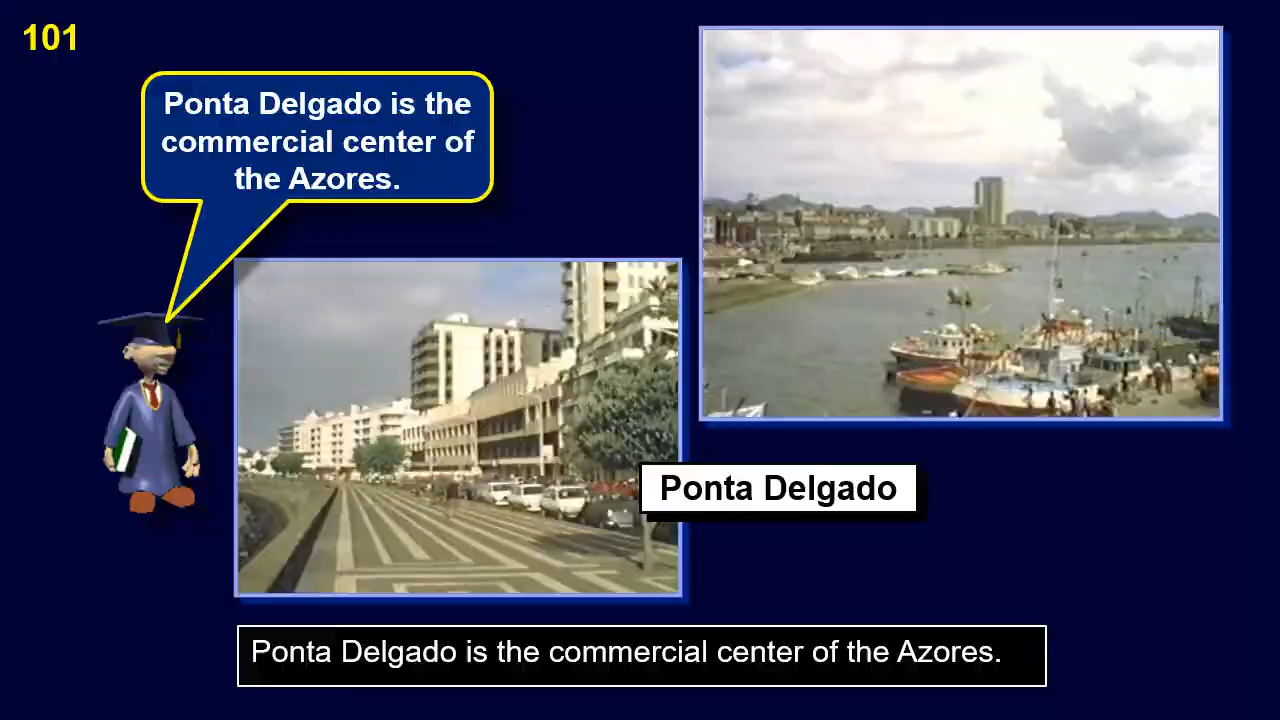 101
Ponta Delgado is the
commercial center of
the Azores.
Ponta Delgado
Ponta Delgado is the commercial center of the Azores.